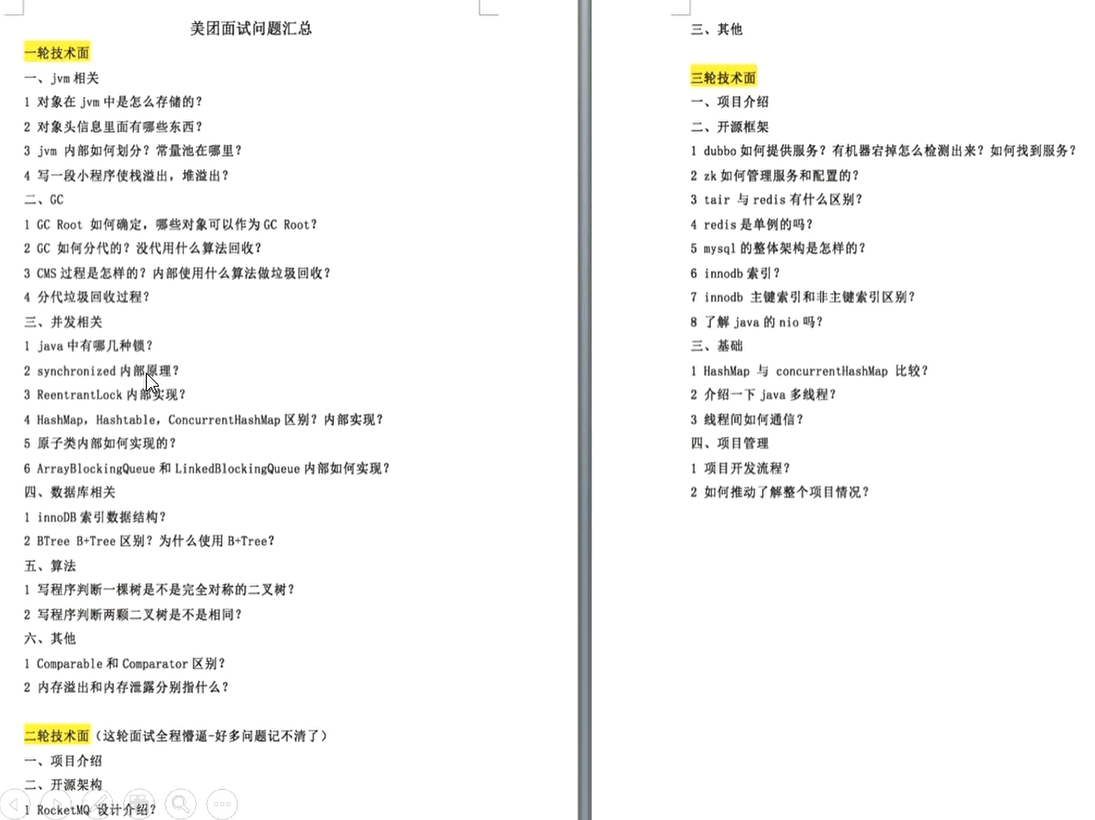 美团面试问题汇总
一轮技术面
一、jvm 相关
1 对象在 jvm 中是怎么存储的？
2 对象头信息里面有哪些东西？
3 jvm 内部如何划分？常量池在哪里？
4 写一段小程序使栈溢出，堆溢出？
二、GC
1 GC Root 如何确定，哪些对象可以作为 GC Root？
2 GC 如何分代的？没代用什么算法回收？
3 CMS 过程是怎样的？内部使用什么算法做垃圾回收？
4 分代垃圾回收过程？
三、并发相关
1 java 中有哪几种锁？
2 synchronized 内部原理？
3 ReentrantLock 内部实现？
4 HashMap，Hashtable，ConcurrentHashMap 区别？内部实现？
5 原子类内部如何实现的？
6 ArrayBlockingQueue 和 LinkedBlockingQueue 内部如何实现？
四、数据库相关
1 innoDB 索引数据结构？
2 BTree B+Tree 区别？为什么使用 B+Tree？
五、算法
1 写程序判断一棵树是不是完全对称的二叉树？
2 写程序判断两颗二叉树是不是相同？
六、其他
1 Comparable 和 Comparator 区别？
2 内存溢出和内存泄露分别指什么？
二轮技术面（这轮面试全程懵逼-好多问题记不清了）
一、项目介绍
二、开源架构
1 RocketMQ 设计介绍？
三、其他
三轮技术面
一、项目介绍
二、开源框架
1 dubbo 如何提供服务？有机器宕掉怎么检测出来？如何找到服务？
2 zk 如何管理服务和配置的？
3 tair 与 redis 有什么区别？
4 redis 是单例的吗？
5 mysql 的整体架构是怎样的？
6 innodb 索引？
7 innodb 主键索引和非主键索引区别？
8 了解 java 的 nio 吗？
三、基础
1 HashMap 与 concurrentHashMap 比较？
2 介绍一下 java 多线程？
3 线程间如何通信？
四、项目管理
1 项目开发流程？
2 如何推动了解整个项目情况？